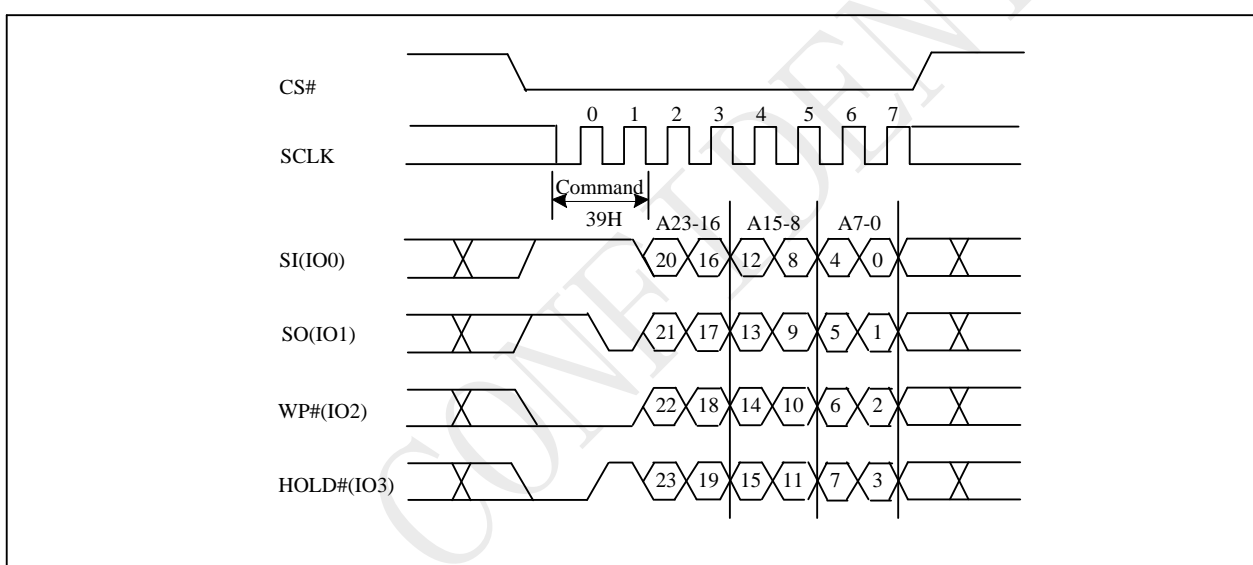 CS#
0 1 2 3 4 5 6 7
SCLK
Command
39H
A23-16 A15-8 A7-0
SI(IO0) 20 16 12 8 4 0
SO(IO1) 21 17 13 9 5 1
WP#(IO2) 22 18 14 10 6 2
HOLD#(IO3) 23 19 15 11 7 3